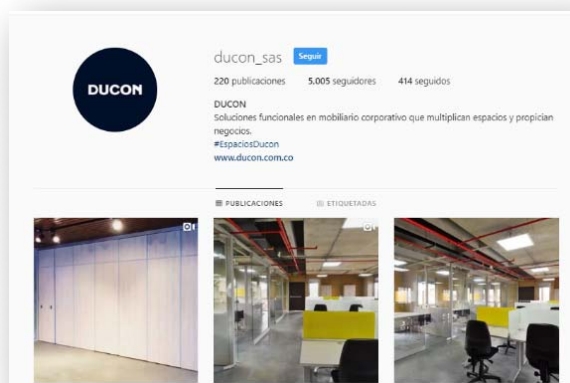 DUCON
ducon_sas Seguir
220 publicaciones 5.005 seguidores 414 seguidos
DUCON
Soluciones funcionales en mobiliario corporativo que multiplican espacios y propician
negocios.
#EspaciosDucon
www.ducon.com.co
PUBLICACIONES ETIQUETADAS